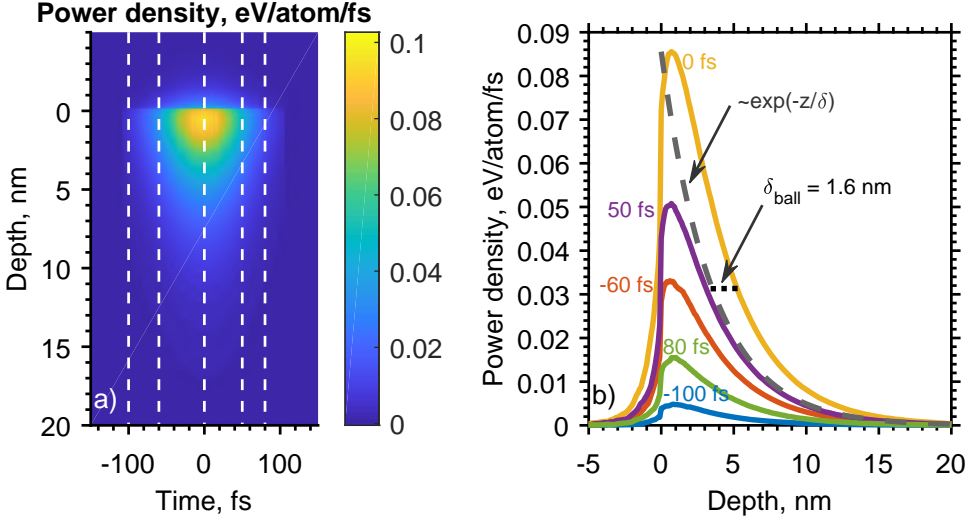 Power density, eV/atom/fs
0
5
10
15
20
Depth, nm
-100
0
100
Time, fs
a)
0.1
0.08
0.06
0.04
0.02
0
0.09
0.08
0.07
0.06
0.05
0.04
0.03
0.02
0.01
0
Power density, eV/atom/fs
0 fs
~exp(-z/δ)
δball = 1.6 nm
50 fs
-60 fs
80 fs
-100 fs
b)
-5
0
5
10
15
20
Depth, nm